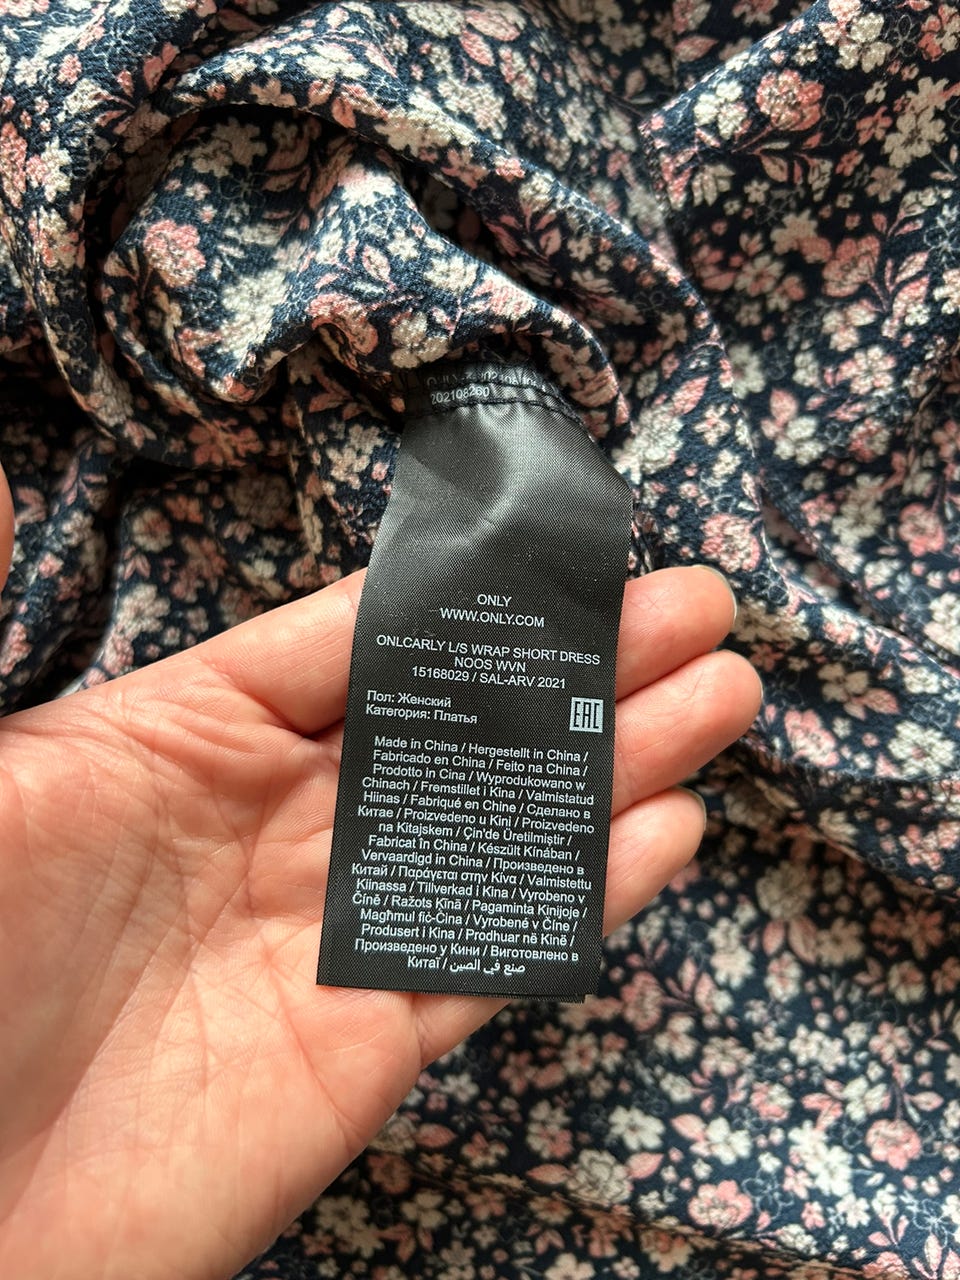 202108260
ONLY
WWW.ONLY.COM
ONLCARLY L/S WRAP SHORT DRESS
NOOS WVN
15168029 / SAL-ARV 2021
Пол: Женский
Категория: Платья
EAC
Made in China / Hergestellt in China /
Fabricado en China / Fejto na China /
Prodotto in Cina / Wyprodukowano w
Chinach / Fremstillet i Kina / Valmistatud
Hiinas / Fabriqué en Chine / Сделано в
Китае / Proizvedeno u Kini / Proizvedeno
na Kitajskem / Çin'de Üretilmiştir /
Fabricat în China / Készült Kínában /
Vervaardigd in China / Произведено в
Китай / Παράγεται στην Κίνα / Valmistettu
Kiinassa / Tillverkad i Kina / Vyrobeno v
Číně / Ražots Ķīnā / Pagaminta Kinijoje /
Magħmul fiċ-Ċina / Vyrobené v Číne /
Produsert i Kina / Prodhuar në Kinë /
Произведено у Кини / Виготовлено в
Китаї / صنع في الصين